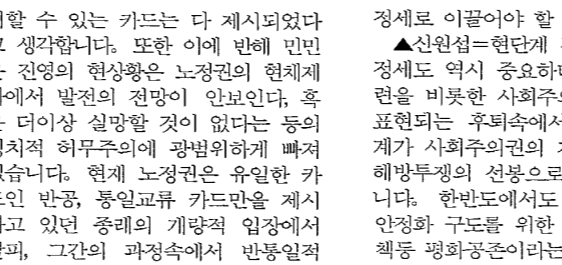 할 수 있는 카드는 다 제시되었다
생각합니다. 또한 이에 반해 민민
진영의 현상황은 노정권의 현체제
에서 발전의 전망이 안보인다, 혹
더이상 실망할 것이 없다는 등의
치적 허무주의에 광범위하게 빠져
습니다. 현재 노정권은 유일한 카
인 반공, 통일교류 카드만을 제시
고 있던 종래의 개량적 입장에서
피, 그간의 과정속에서 반통일적
정세로 이끌어야 할
▲신원섭=현단계
정세도 역시 중요하
련을 비롯한 사회주
표현되는 후퇴속에서
계가 사회주의권의
해방투쟁의 선봉으로
니다. 한반도에서도
안정화 구도를 위한
책동 평화공존이라는